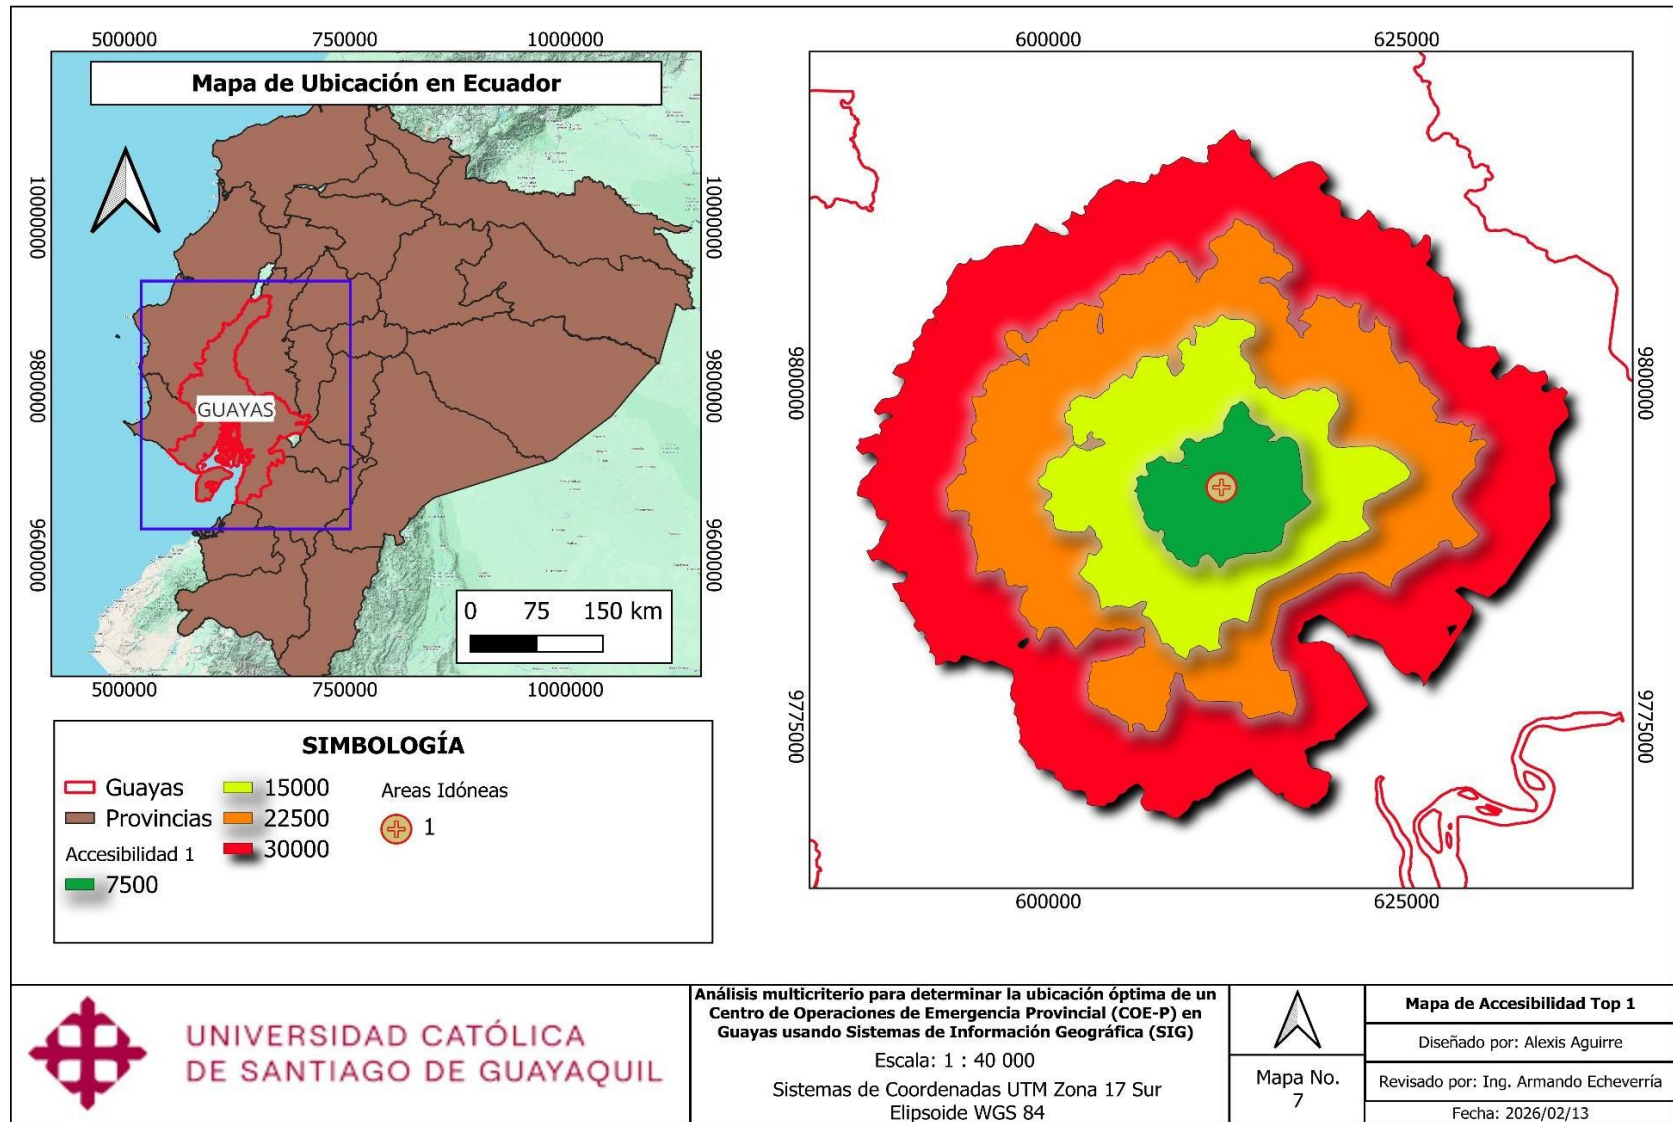 500000 750000 1000000
Mapa de Ubicación en Ecuador
10000000 10000000
9800000 9800000
GUAYAS
9600000 9600000
0 75 150 km
500000 750000 1000000
600000 625000
9800000 9800000
9775000 9775000
600000 625000
SIMBOLOGÍA
Guayas
Provincias
Accesibilidad 1
7500
15000
22500
30000
Areas Idóneas
1
UNIVERSIDAD CATÓLICA
DE SANTIAGO DE GUAYAQUIL
Análisis multicriterio para determinar la ubicación óptima de un
Centro de Operaciones de Emergencia Provincial (COE-P) en
Guayas usando Sistemas de Información Geográfica (SIG)
Escala: 1 : 40 000
Sistemas de Coordenadas UTM Zona 17 Sur
Elipsoide WGS 84
Mapa No.
7
Mapa de Accesibilidad Top 1
Diseñado por: Alexis Aguirre
Revisado por: Ing. Armando Echeverría
Fecha: 2026/02/13